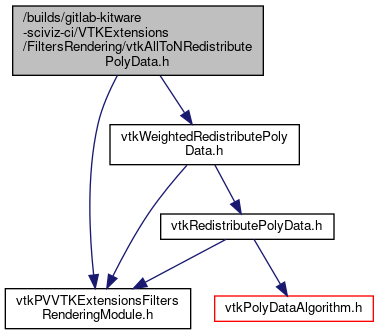 /builds/gitlab-kitware
-sciviz-ci/VTKExtensions
/FiltersRendering/vtkAllToNRedistribute
PolyData.h
vtkWeightedRedistributePoly
Data.h
vtkRedistributePolyData.h
vtkPVVTKExtensionsFilters
RenderingModule.h
vtkPolyDataAlgorithm.h